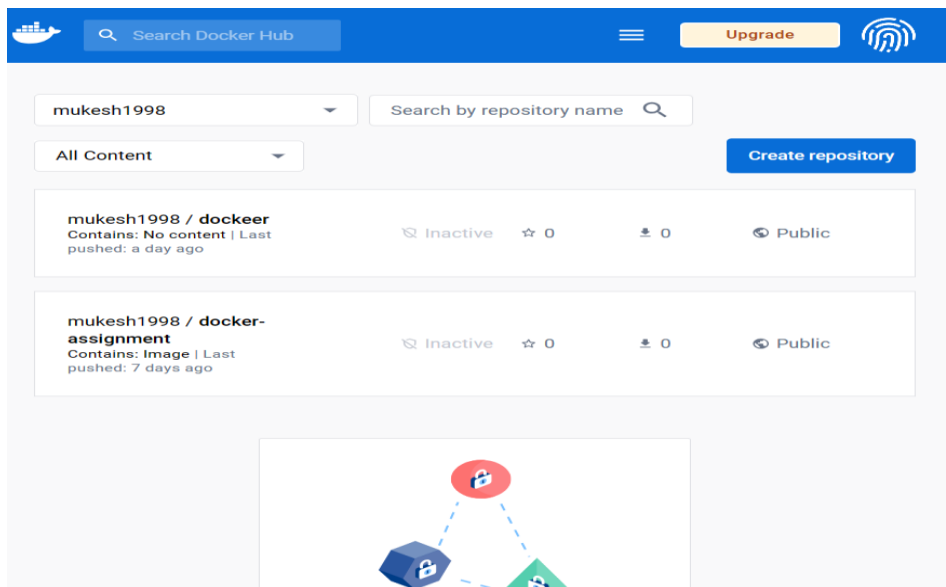 Search Docker Hub
Upgrade
mukesh1998
Search by repository name
All Content
Create repository
mukesh1998 / dockeer
Contains: No content | Last
pushed: a day ago
Inactive
0
0
Public
mukesh1998 / docker-
assignment
Contains: Image | Last
pushed: 7 days ago
Inactive
0
0
Public